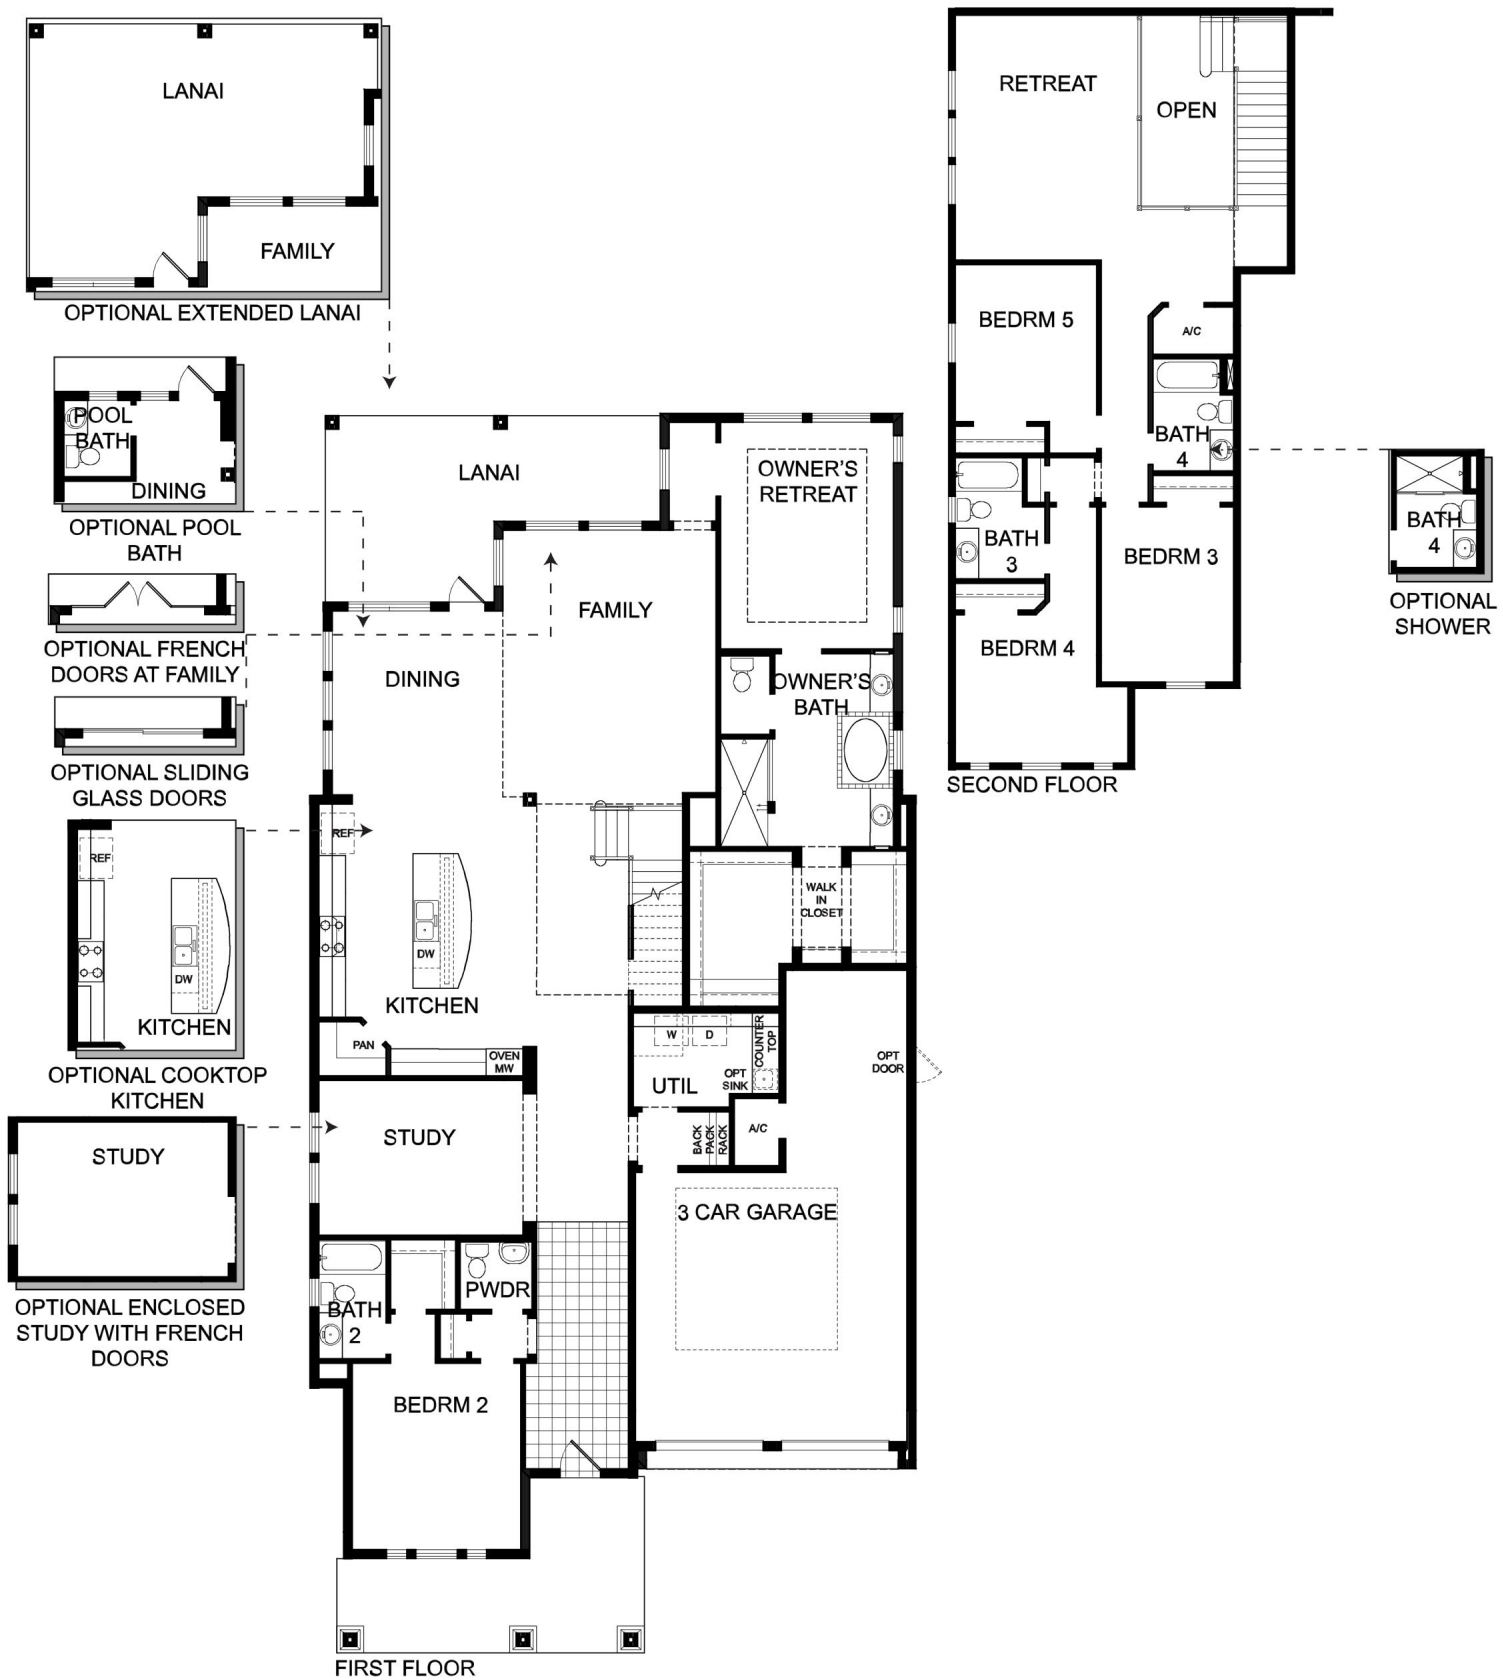 LANAI
FAMILY
OPTIONAL EXTENDED LANAI
POOL
BATH
DINING
OPTIONAL POOL
BATH
OPTIONAL FRENCH
DOORS AT FAMILY
OPTIONAL SLIDING
GLASS DOORS
REF
DW
KITCHEN
OPTIONAL COOKTOP
KITCHEN
STUDY
OPTIONAL ENCLOSED
STUDY WITH FRENCH
DOORS
LANAI
OWNER'S
RETREAT
FAMILY
DINING
OWNER'S
BATH
REF
WALK
IN
CLOSET
DW
KITCHEN
PAN
OVEN
MW
W
D
COUNTER
TOP
OPT
SINK
UTIL
OPT
DOOR
STUDY
BACK
PACK
RACK
A/C
3 CAR GARAGE
PWDR
BATH
2
BEDRM 2
FIRST FLOOR
RETREAT
OPEN
BEDRM 5
A/C
BATH
4
BATH
3
BEDRM 3
BEDRM 4
SECOND FLOOR
BATH
4
OPTIONAL
SHOWER